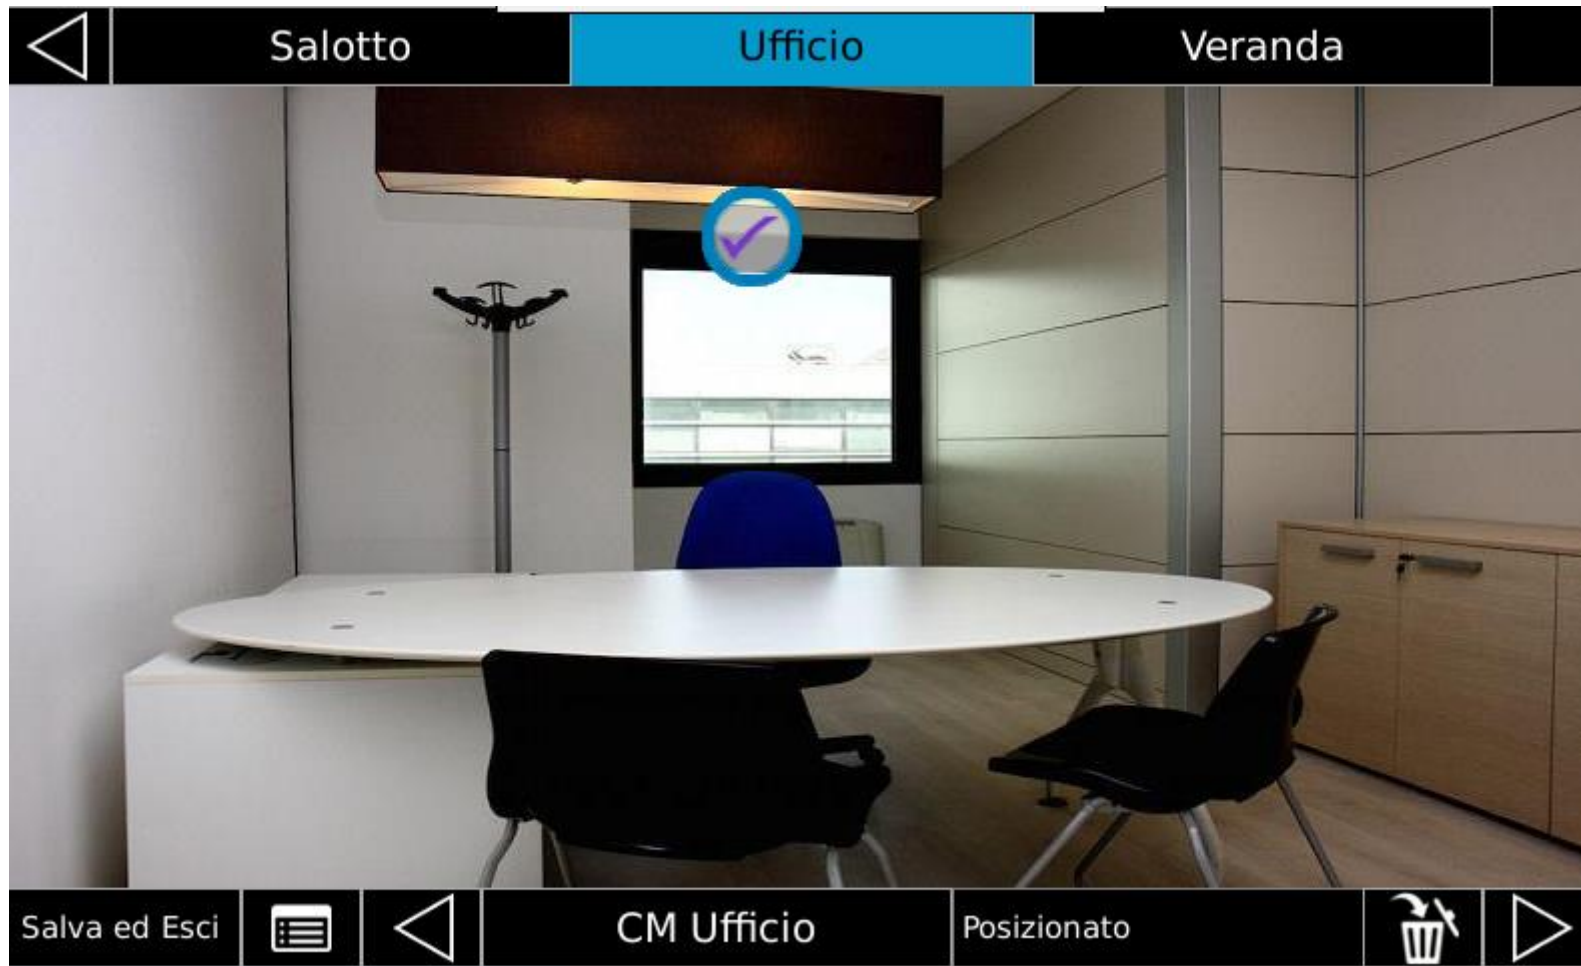 Salotto
Ufficio
Veranda
Salva ed Esci
CM Ufficio
Posizionato